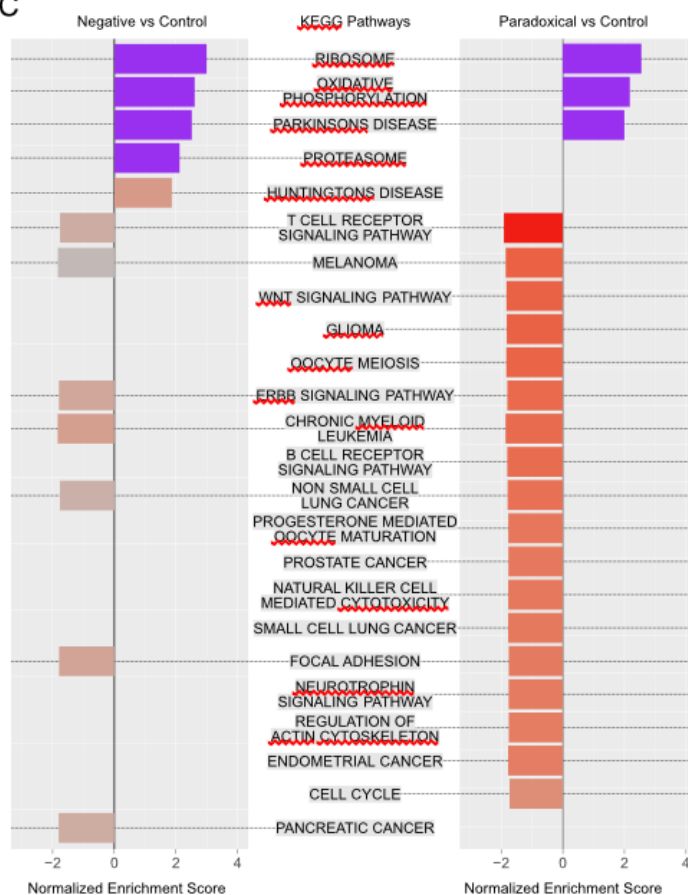 C
Negative vs Control
KEGG Pathways
Paradoxical vs Control
RIBOSOME
OXIDATIVE
PHOSPHORYLATION
PARKINSONS DISEASE
PROTEASOME
HUNTINGTONS DISEASE
T CELL RECEPTOR
SIGNALING PATHWAY
MELANOMA
WNT SIGNALING PATHWAY
GLIOMA
OOCYTE MEIOSIS
ERBB SIGNALING PATHWAY
CHRONIC MYELOID
LEUKEMIA
B CELL RECEPTOR
SIGNALING PATHWAY
NON SMALL CELL
LUNG CANCER
PROGESTERONE MEDIATED
OOCYTE MATURATION
PROSTATE CANCER
NATURAL KILLER CELL
MEDIATED CYTOTOXICITY
SMALL CELL LUNG CANCER
FOCAL ADHESION
NEUROTROPHIN
SIGNALING PATHWAY
REGULATION OF
ACTIN CYTOSKELETON
ENDOMETRIAL CANCER
CELL CYCLE
PANCREATIC CANCER
−2 0 2 4
−2 0 2 4
Normalized Enrichment Score
Normalized Enrichment Score